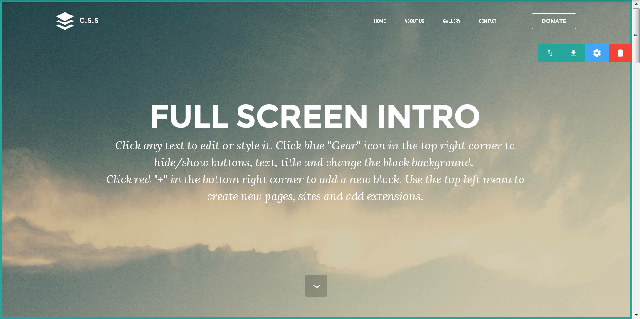 C.S.S
HOME ABOUT US GALLERY CONTACT DONATE
FULL SCREEN INTRO
Click any text to edit or style it. Click blue "Gear" icon in the top right corner to
hide/show buttons, text, title and change the block background.
Click red "+" in the bottom right corner to add a new block. Use the top left menu to
create new pages, sites and add extensions.